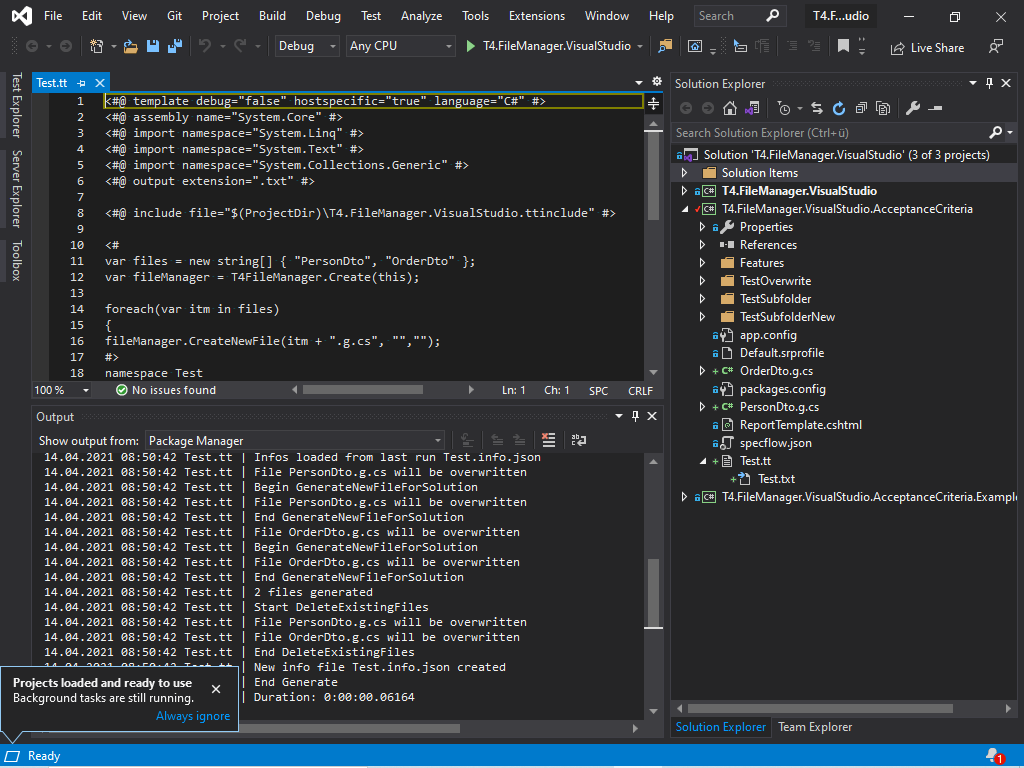 File Edit View Git Project Build Debug Test Analyze Tools Extensions Window Help Search T4.F...udio
Debug Any CPU T4.FileManager.VisualStudio Live Share
Test Explorer
Server Explorer
Toolbox
Test.tt
1 <#@ template debug="false" hostspecific="true" language="C#" #>
2 <#@ assembly name="System.Core" #>
3 <#@ import namespace="System.Linq" #>
4 <#@ import namespace="System.Text" #>
5 <#@ import namespace="System.Collections.Generic" #>
6 <#@ output extension=".txt" #>
7
8 <#@ include file="$(ProjectDir)\T4.FileManager.VisualStudio.ttinclude" #>
9
10 <#
11 var files = new string[] { "PersonDto", "OrderDto" };
12 var fileManager = T4FileManager.Create(this);
13
14 foreach(var itm in files)
15 {
16 fileManager.CreateNewFile(itm + ".g.cs", "","");
17 #>
18 namespace Test
100 % No issues found Ln: 1 Ch: 1 SPC CRLF
Output
Show output from: Package Manager
14.04.2021 08:50:42 Test.tt | Infos loaded from last run Test.info.json
14.04.2021 08:50:42 Test.tt | File PersonDto.g.cs will be overwritten
14.04.2021 08:50:42 Test.tt | Begin GenerateNewFileForSolution
14.04.2021 08:50:42 Test.tt | File PersonDto.g.cs will be overwritten
14.04.2021 08:50:42 Test.tt | End GenerateNewFileForSolution
14.04.2021 08:50:42 Test.tt | File OrderDto.g.cs will be overwritten
14.04.2021 08:50:42 Test.tt | Begin GenerateNewFileForSolution
14.04.2021 08:50:42 Test.tt | File OrderDto.g.cs will be overwritten
14.04.2021 08:50:42 Test.tt | End GenerateNewFileForSolution
14.04.2021 08:50:42 Test.tt | 2 files generated
14.04.2021 08:50:42 Test.tt | Start DeleteExistingFiles
14.04.2021 08:50:42 Test.tt | File PersonDto.g.cs will be overwritten
14.04.2021 08:50:42 Test.tt | File OrderDto.g.cs will be overwritten
14.04.2021 08:50:42 Test.tt | End DeleteExistingFiles
14.04.2021 08:50:42 Test.tt | New info file Test.info.json created
| End Generate
| Duration: 0:00:00.06164
Projects loaded and ready to use
Background tasks are still running.
Always ignore
Solution Explorer
Search Solution Explorer (Ctrl+ü)
Solution 'T4.FileManager.VisualStudio' (3 of 3 projects)
Solution Items
C# T4.FileManager.VisualStudio
C# T4.FileManager.VisualStudio.AcceptanceCriteria
Properties
References
Features
TestOverwrite
TestSubfolder
TestSubfolderNew
app.config
Default.srprofile
C# OrderDto.g.cs
packages.config
C# PersonDto.g.cs
ReportTemplate.cshtml
specflow.json
Test.tt
Test.txt
C# T4.FileManager.VisualStudio.AcceptanceCriteria.Example
Solution Explorer Team Explorer
Ready 1